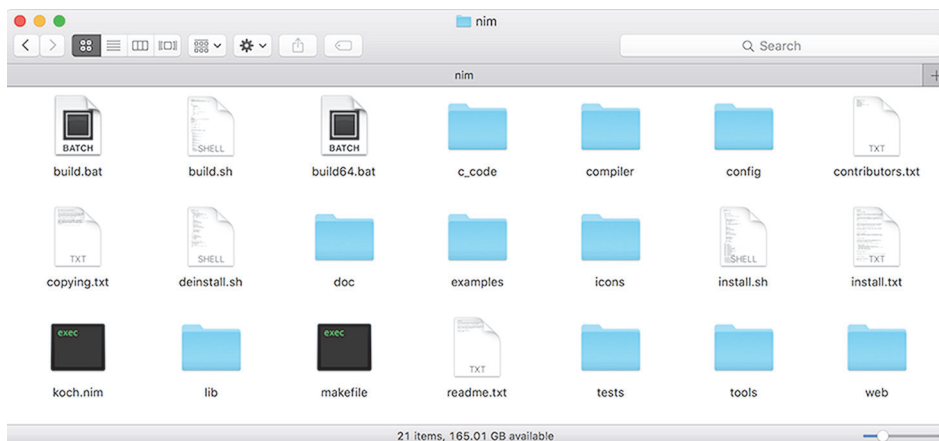 nim
Search
nim
BATCH SHELL BATCH TXT
build.bat build.sh build64.bat c_code compiler config contributors.txt
TXT SHELL SHELL TXT
copying.txt deinstall.sh doc examples icons install.sh install.txt
exec exec TXT
koch.nim lib makefile readme.txt tests tools web
21 items, 165.01 GB available